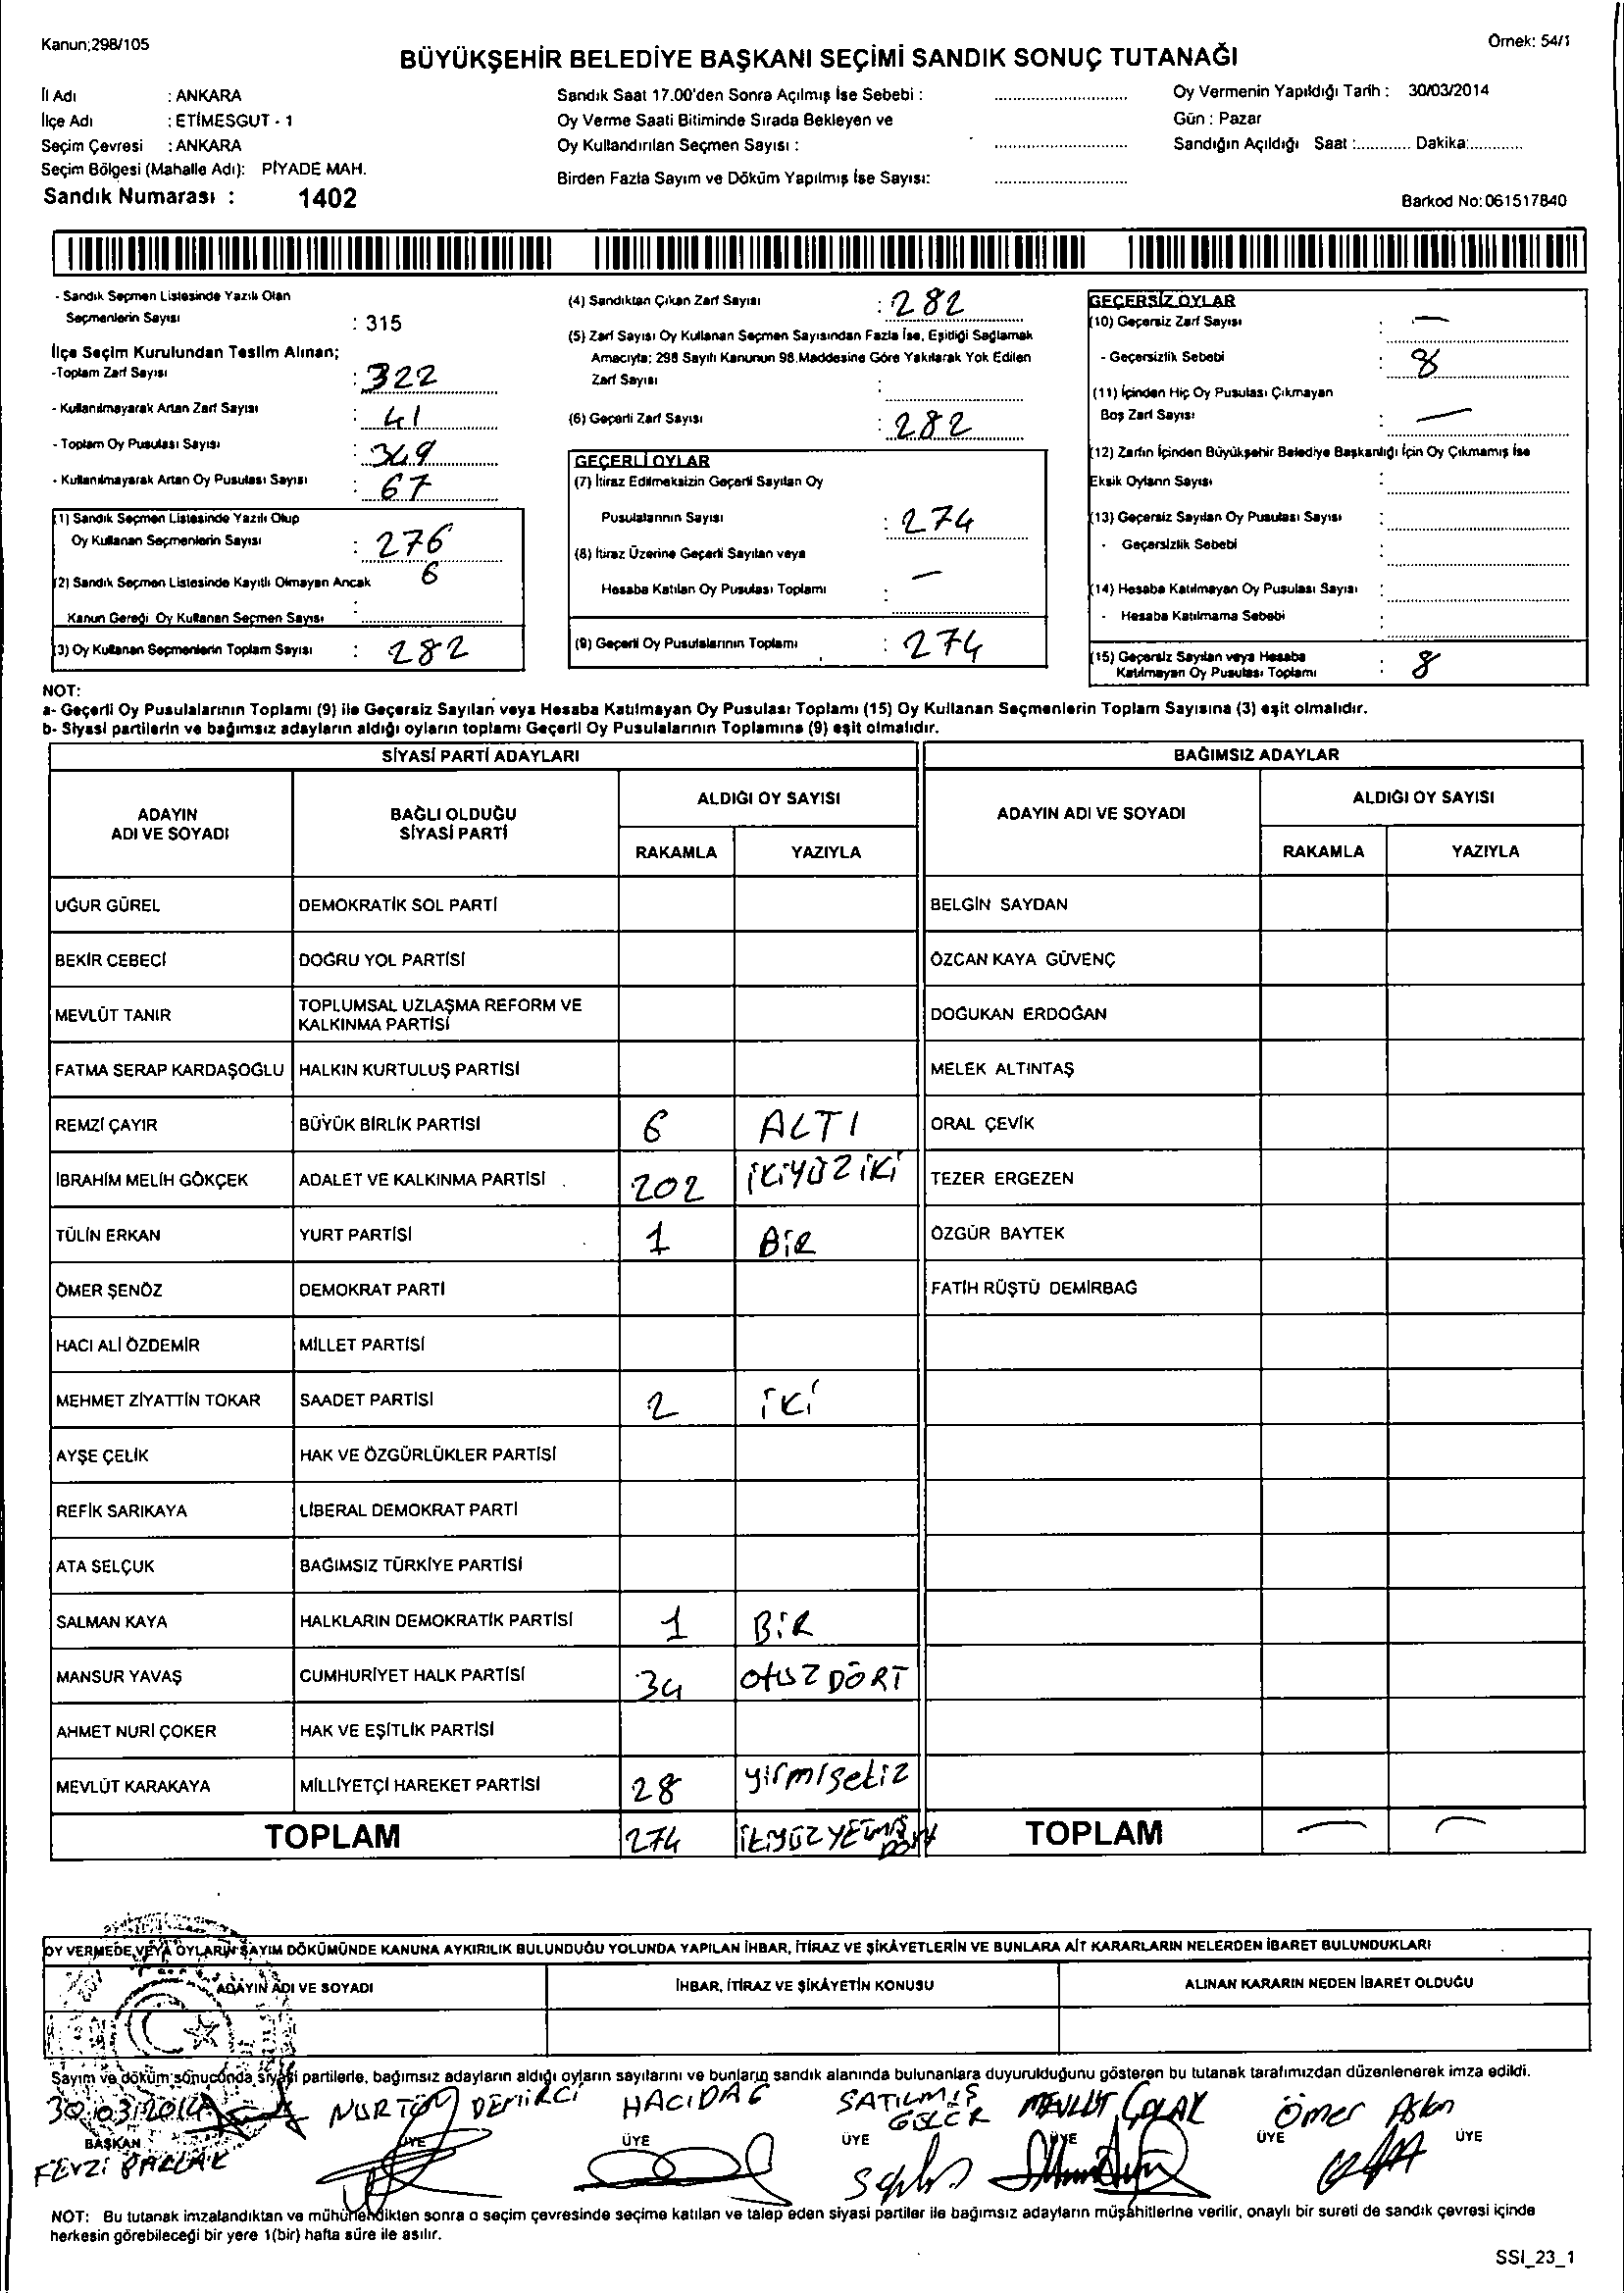 Kanun;298/105
Örnek: 54/1
BÜYÜKŞEHİR BELEDİYE BAŞKANI SEÇİMİ SANDIK SONUÇ TUTANAĞI
İl Adı : ANKARA
İlçe Adı : ETİMESGUT - 1
Seçim Çevresi : ANKARA
Seçim Bölgesi (Mahalle Adı): PİYADE MAH.
Sandık Numarası : 1402
Sandık Saat 17.00'den Sonra Açılmış İse Sebebi : ............................
Oy Verme Saati Bitiminde Sırada Bekleyen ve
Oy Kullandırılan Seçmen Sayısı : ............................
Birden Fazla Sayım ve Döküm Yapılmış İse Sayısı: ............................
Oy Vermenin Yapıldığı Tarih : 30/03/2014
Gün : Pazar
Sandığın Açıldığı Saat :............ Dakika:............
Barkod No:061517840
- Sandık Seçmen Listesinde Yazılı Olan
Seçmenlerin Sayısı : 315
İlçe Seçim Kurulundan Teslim Alınan;
-Toplam Zarf Sayısı : 322
- Kullanılmayarak Artan Zarf Sayısı : 41
- Toplam Oy Pusulası Sayısı : 349
- Kullanılmayarak Artan Oy Pusulası Sayısı : 67
(1) Sandık Seçmen Listesinde Yazılı Olup
Oy Kullanan Seçmenlerin Sayısı : 276
(2) Sandık Seçmen Listesinde Kayıtlı Olmayan Ancak 6
Kanun Gereği Oy Kullanan Seçmen Sayısı :
(3) Oy Kullanan Seçmenlerin Toplam Sayısı : 282
(4) Sandıktan Çıkan Zarf Sayısı : 282
(5) Zarf Sayısı Oy Kullanan Seçmen Sayısından Fazla İse, Eşitliği Sağlamak
Amacıyla; 298 Sayılı Kanunun 98.Maddesine Göre Yakılarak Yok Edilen
Zarf Sayısı :
(6) Geçerli Zarf Sayısı : 282
GEÇERLİ OYLAR
(7) İtiraz Edilmeksizin Geçerli Sayılan Oy
Pusulalarının Sayısı : 274
(8) İtiraz Üzerine Geçerli Sayılan veya
Hesaba Katılan Oy Pusulası Toplamı : —
(9) Geçerli Oy Pusulalarının Toplamı : 274
GEÇERSİZ OYLAR
(10) Geçersiz Zarf Sayısı : —
- Geçersizlik Sebebi : 8
(11) İçinden Hiç Oy Pusulası Çıkmayan
Boş Zarf Sayısı : —
(12) Zarfın İçinden Büyükşehir Belediye Başkanlığı İçin Oy Çıkmamış İse
Eksik Oyların Sayısı :
(13) Geçersiz Sayılan Oy Pusulası Sayısı :
- Geçersizlik Sebebi :
(14) Hesaba Katılmayan Oy Pusulası Sayısı :
- Hesaba Katılmama Sebebi :
(15) Geçersiz Sayılan veya Hesaba
Katılmayan Oy Pusulası Toplamı : 8
NOT:
a- Geçerli Oy Pusulalarının Toplamı (9) ile Geçersiz Sayılan veya Hesaba Katılmayan Oy Pusulası Toplamı (15) Oy Kullanan Seçmenlerin Toplam Sayısına (3) eşit olmalıdır.
b- Siyasi partilerin ve bağımsız adayların aldığı oyların toplamı Geçerli Oy Pusulalarının Toplamına (9) eşit olmalıdır.
SİYASİ PARTİ ADAYLARI BAĞIMSIZ ADAYLAR
ADAYIN ADI VE SOYADI BAĞLI OLDUĞU SİYASİ PARTİ ALDIĞI OY SAYISI ADAYIN ADI VE SOYADI ALDIĞI OY SAYISI
RAKAMLA YAZIYLA RAKAMLA YAZIYLA
UĞUR GÜREL DEMOKRATİK SOL PARTİ BELGİN SAYDAN
BEKİR CEBECİ DOĞRU YOL PARTİSİ ÖZCAN KAYA GÜVENÇ
MEVLÜT TANIR TOPLUMSAL UZLAŞMA REFORM VE KALKINMA PARTİSİ DOĞUKAN ERDOĞAN
FATMA SERAP KARDAŞOĞLU HALKIN KURTULUŞ PARTİSİ MELEK ALTINTAŞ
REMZİ ÇAYIR BÜYÜK BİRLİK PARTİSİ 6 ALTI ORAL ÇEVİK
İBRAHİM MELİH GÖKÇEK ADALET VE KALKINMA PARTİSİ 202 İKİYÜZ İKİ TEZER ERGEZEN
TÜLİN ERKAN YURT PARTİSİ 1 BİR ÖZGÜR BAYTEK
ÖMER ŞENÖZ DEMOKRAT PARTİ FATİH RÜŞTÜ DEMİRBAĞ
HACI ALİ ÖZDEMİR MİLLET PARTİSİ
MEHMET ZİYATTİN TOKAR SAADET PARTİSİ 2 İKİ
AYŞE ÇELİK HAK VE ÖZGÜRLÜKLER PARTİSİ
REFİK SARIKAYA LİBERAL DEMOKRAT PARTİ
ATA SELÇUK BAĞIMSIZ TÜRKİYE PARTİSİ
SALMAN KAYA HALKLARIN DEMOKRATİK PARTİSİ 1 BİR
MANSUR YAVAŞ CUMHURİYET HALK PARTİSİ 34 OtUZ DÖRT
AHMET NURİ ÇOKER HAK VE EŞİTLİK PARTİSİ
MEVLÜT KARAKAYA MİLLİYETÇİ HAREKET PARTİSİ 28 yirmisekiz
TOPLAM 274 İKİYÜZ YETMİŞ DÖRT TOPLAM — —
OY VERMEDE VEYA OYLARIN SAYIM DÖKÜMÜNDE KANUNA AYKIRILIK BULUNDUĞU YOLUNDA YAPILAN İHBAR, İTİRAZ VE ŞİKÂYETLERİN VE BUNLARA AİT KARARLARIN NELERDEN İBARET BULUNDUKLARI
ADAYIN ADI VE SOYADI İHBAR, İTİRAZ VE ŞİKÂYETİN KONUSU ALINAN KARARIN NEDEN İBARET OLDUĞU
Sayım ve döküm sonucunda siyasi partilerle, bağımsız adayların aldığı oyların sayılarını ve bunların sandık alanında bulunanlara duyurulduğunu gösteren bu tutanak tarafımızdan düzenlenerek imza edildi.
30.03.2014 DEMİRCİ HACI DAĞ SATILMIŞ GÜLER MEVLÜT ÇOLAK Ömer Aslan
BAŞKAN ÜYE ÜYE ÜYE ÜYE ÜYE ÜYE
FEVZİ PARLAK
NOT: Bu tutanak imzalandıktan ve mühürlendikten sonra o seçim çevresinde seçime katılan ve talep eden siyasi partiler ile bağımsız adayların müşahitlerine verilir, onaylı bir sureti de sandık çevresi içinde
herkesin görebileceği bir yere 1(bir) hafta süre ile asılır.
SSI_23_1